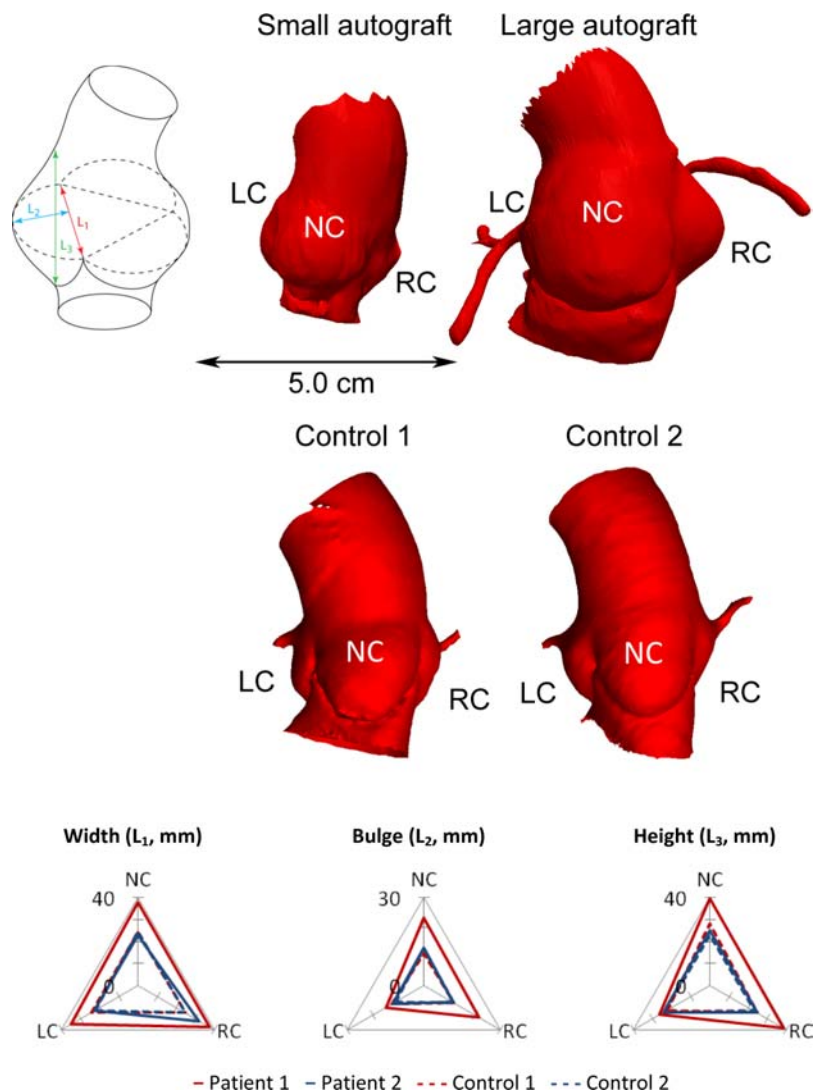 Small autograft Large autograft
L₂
L₁
L₃
LC
NC
RC
LC
NC
RC
5.0 cm
Control 1 Control 2
LC
NC
RC
LC
NC
RC
Width (L₁, mm) Bulge (L₂, mm) Height (L₃, mm)
NC
40
0
LC
RC
NC
30
0
LC
RC
NC
40
0
LC
RC
Patient 1 Patient 2 Control 1 Control 2